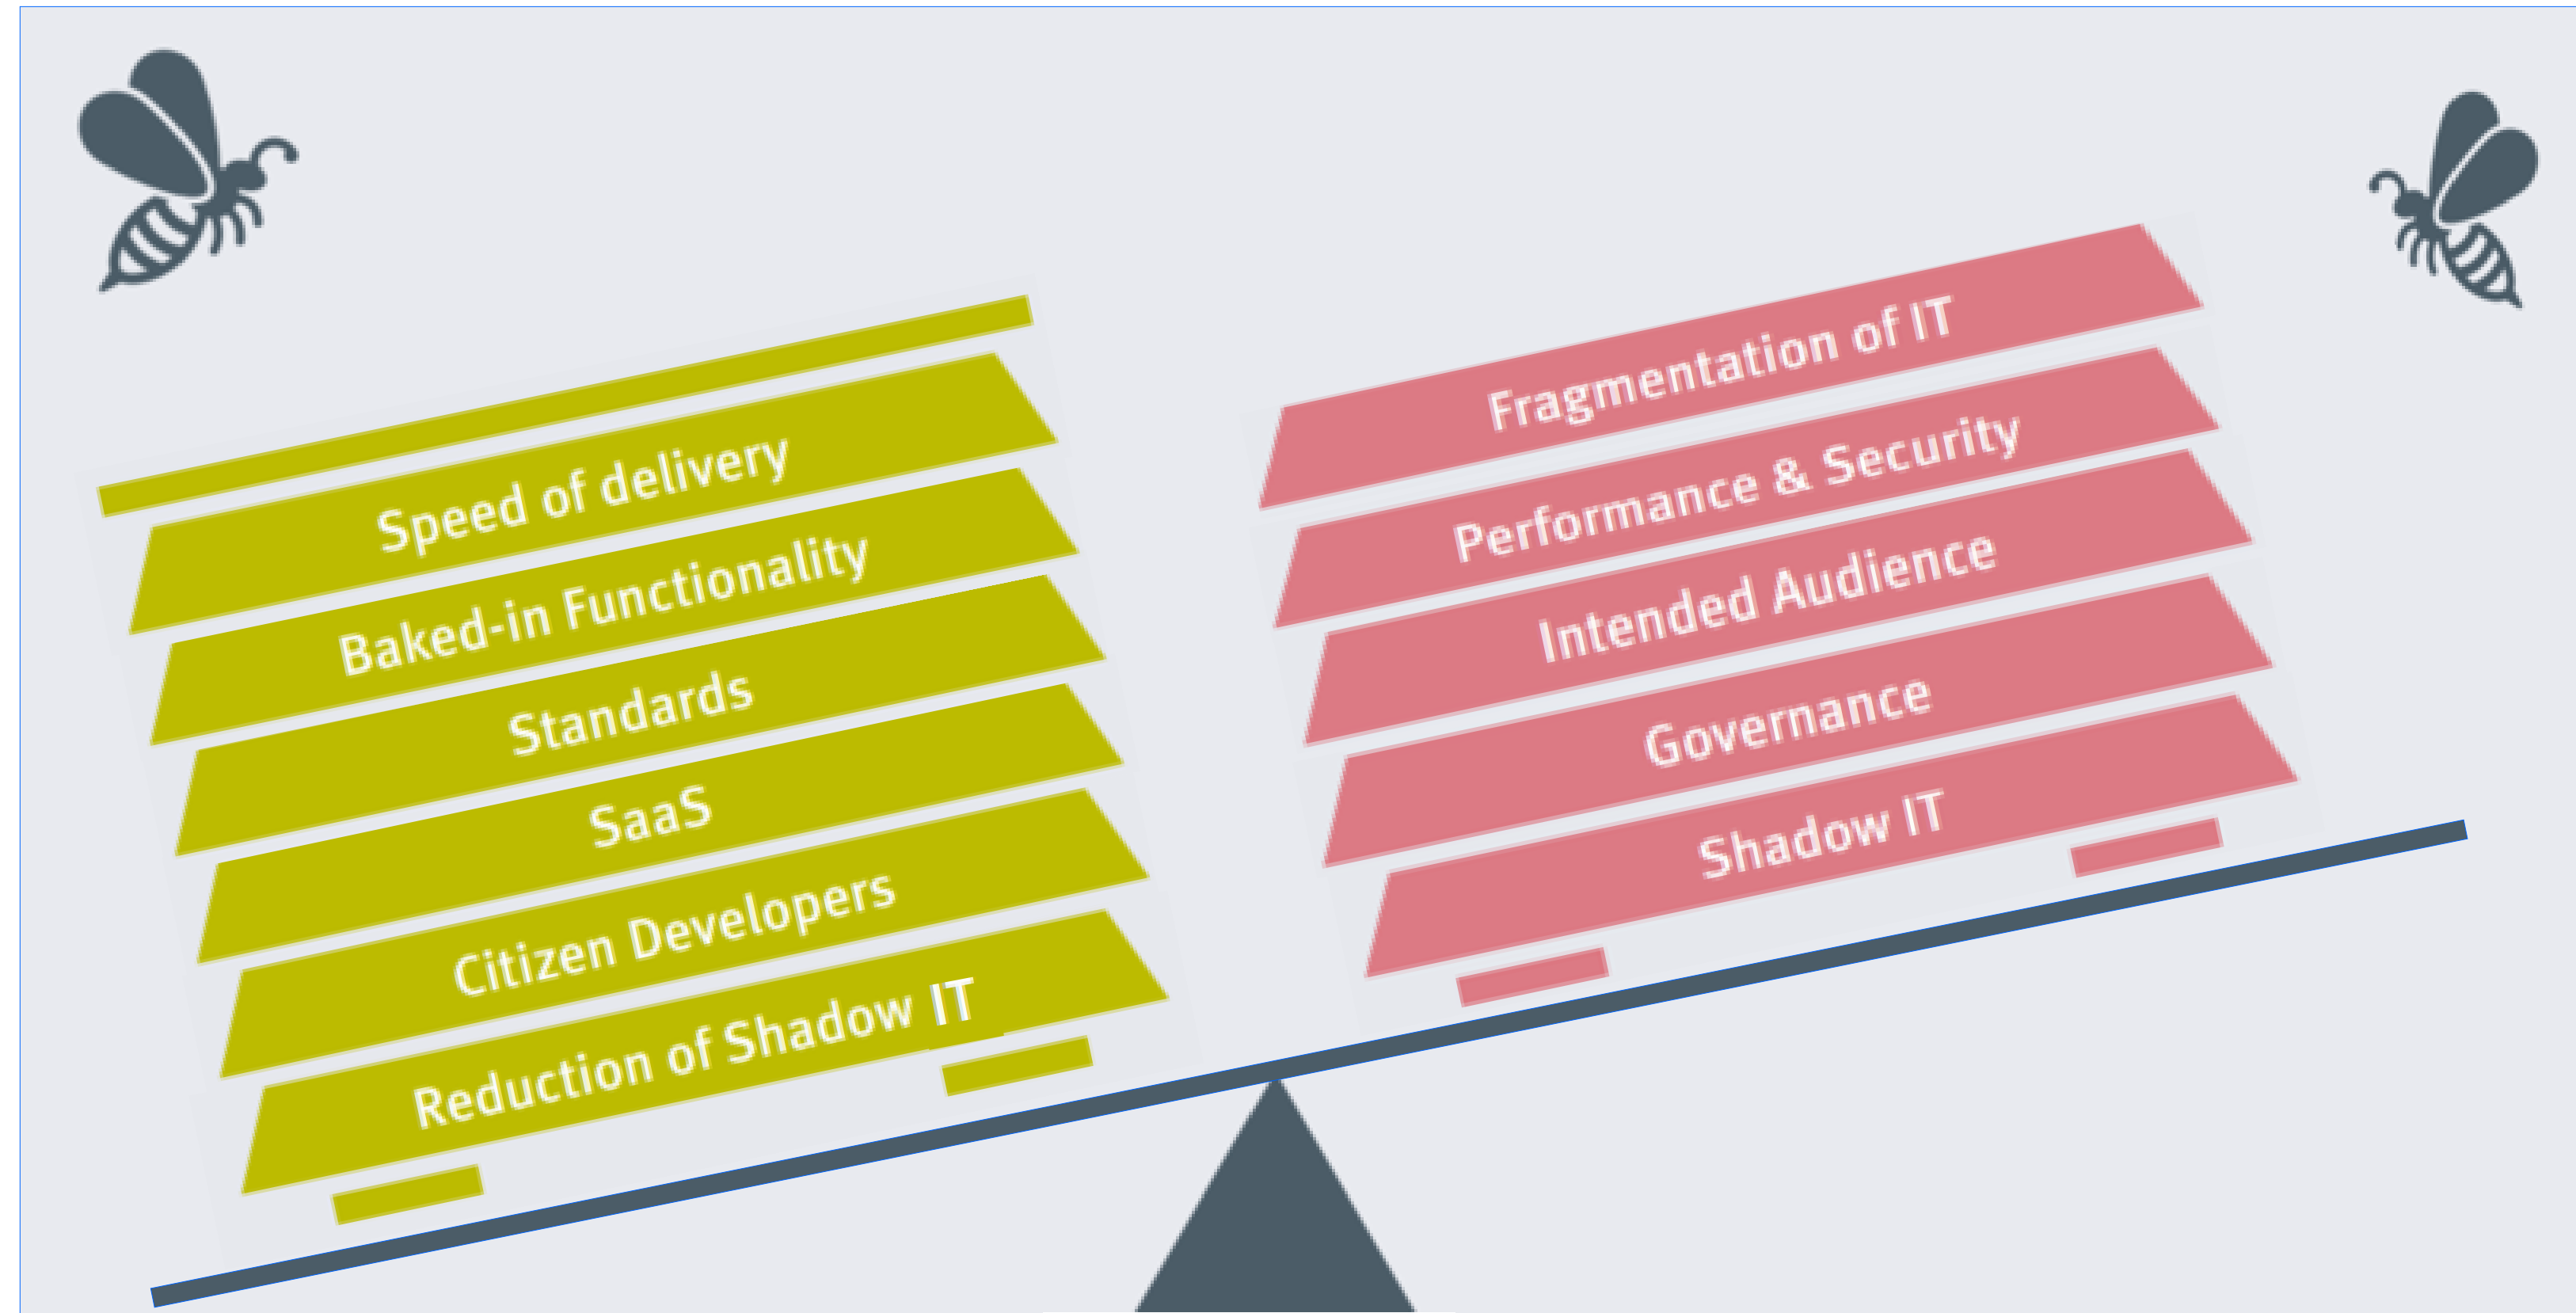 Speed of delivery
Baked-in Functionality
Standards
SaaS
Citizen Developers
Reduction of Shadow IT
Fragmentation of IT
Performance & Security
Intended Audience
Governance
Shadow IT